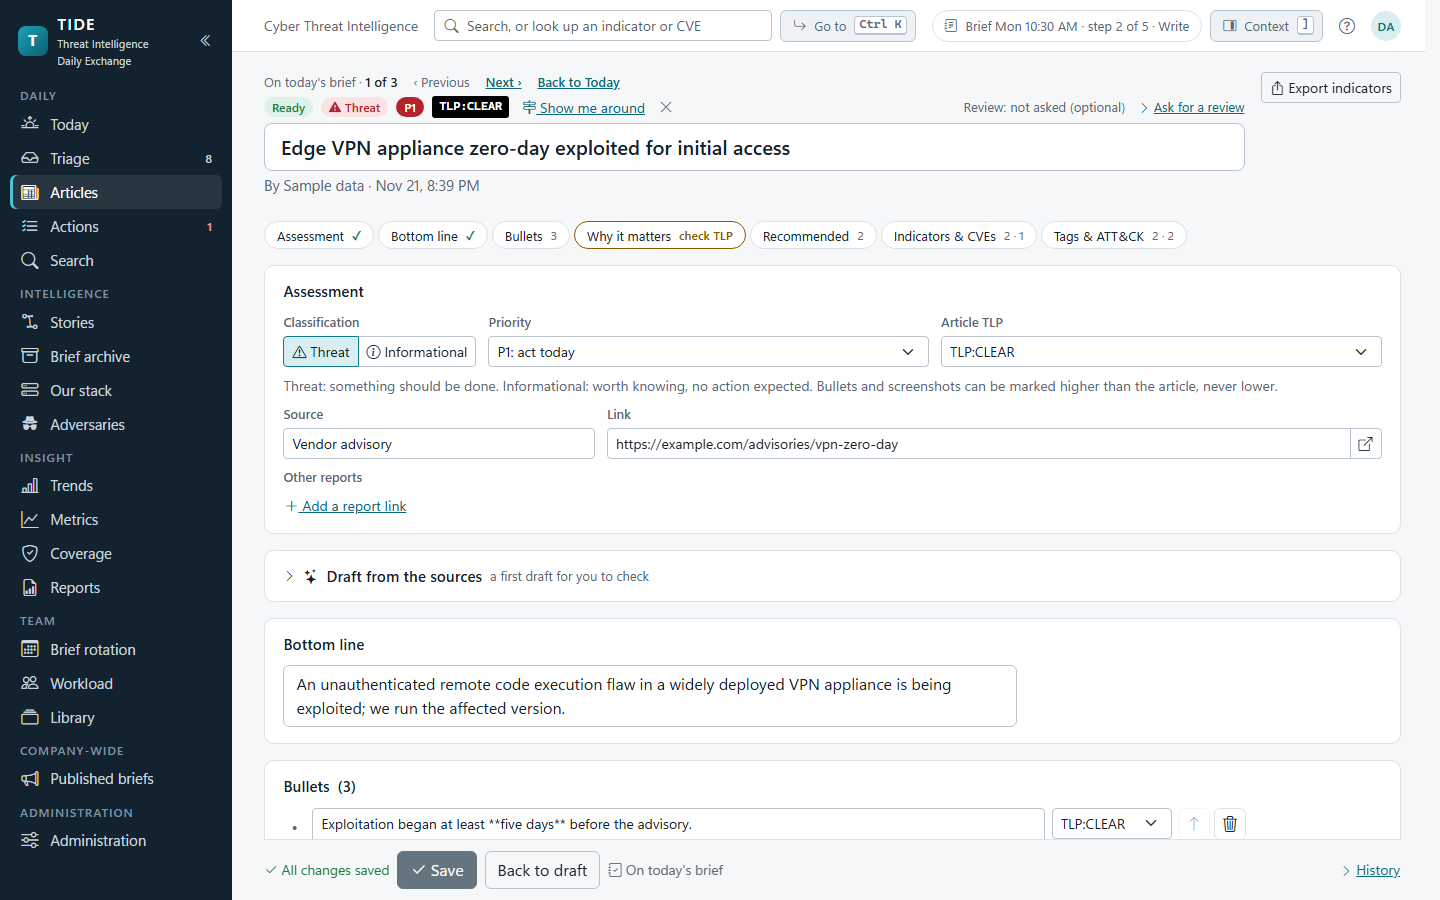 T
TIDE
Threat Intelligence
Daily Exchange
DAILY
Today
Triage 8
Articles
Actions 1
Search
INTELLIGENCE
Stories
Brief archive
Our stack
Adversaries
INSIGHT
Trends
Metrics
Coverage
Reports
TEAM
Brief rotation
Workload
Library
COMPANY-WIDE
Published briefs
ADMINISTRATION
Administration
Cyber Threat Intelligence
Search, or look up an indicator or CVE
Go to Ctrl K
Brief Mon 10:30 AM · step 2 of 5 · Write
Context ]
?
DA
On today's brief · 1 of 3 ‹ Previous Next › Back to Today
Export indicators
Ready Threat P1 TLP:CLEAR Show me around
Review: not asked (optional) Ask for a review
Edge VPN appliance zero-day exploited for initial access
By Sample data · Nov 21, 8:39 PM
Assessment ✓ Bottom line ✓ Bullets 3 Why it matters check TLP Recommended 2 Indicators & CVEs 2 · 1 Tags & ATT&CK 2 · 2
Assessment
Classification Priority Article TLP
Threat Informational P1: act today TLP:CLEAR
Threat: something should be done. Informational: worth knowing, no action expected. Bullets and screenshots can be marked higher than the article, never lower.
Source Link
Vendor advisory https://example.com/advisories/vpn-zero-day
Other reports
+ Add a report link
Draft from the sources a first draft for you to check
Bottom line
An unauthenticated remote code execution flaw in a widely deployed VPN appliance is being
exploited; we run the affected version.
Bullets (3)
• Exploitation began at least **five days** before the advisory. TLP:CLEAR
✓ All changes saved ✓ Save Back to draft On today's brief
History